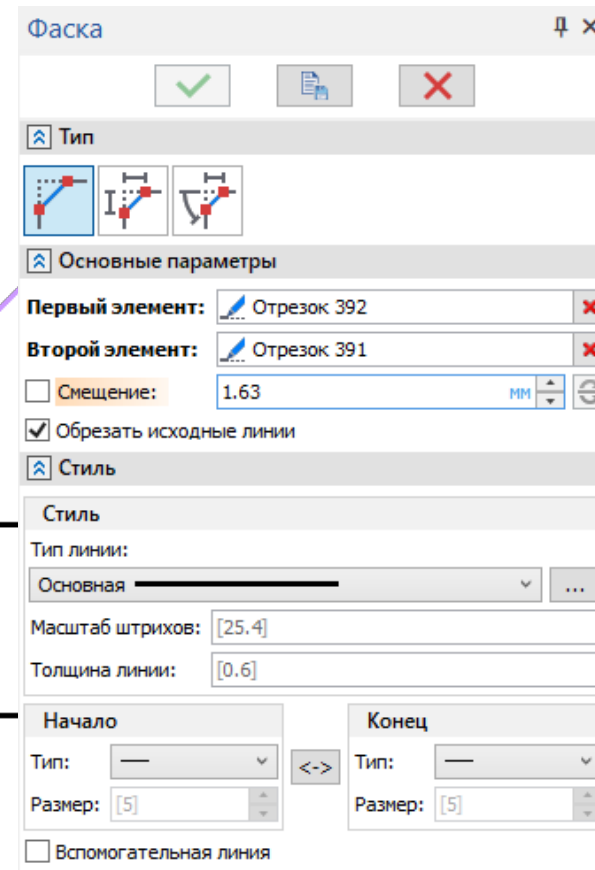 Фаска
Тип
Основные параметры
Первый элемент: Отрезок 392
Второй элемент: Отрезок 391
Смещение: 1.63 мм
Обрезать исходные линии
Стиль
Стиль
Тип линии:
Основная ...
Масштаб штрихов: [25.4]
Толщина линии: [0.6]
Начало Конец
Тип: <-> Тип:
Размер: [5] Размер: [5]
Вспомогательная линия